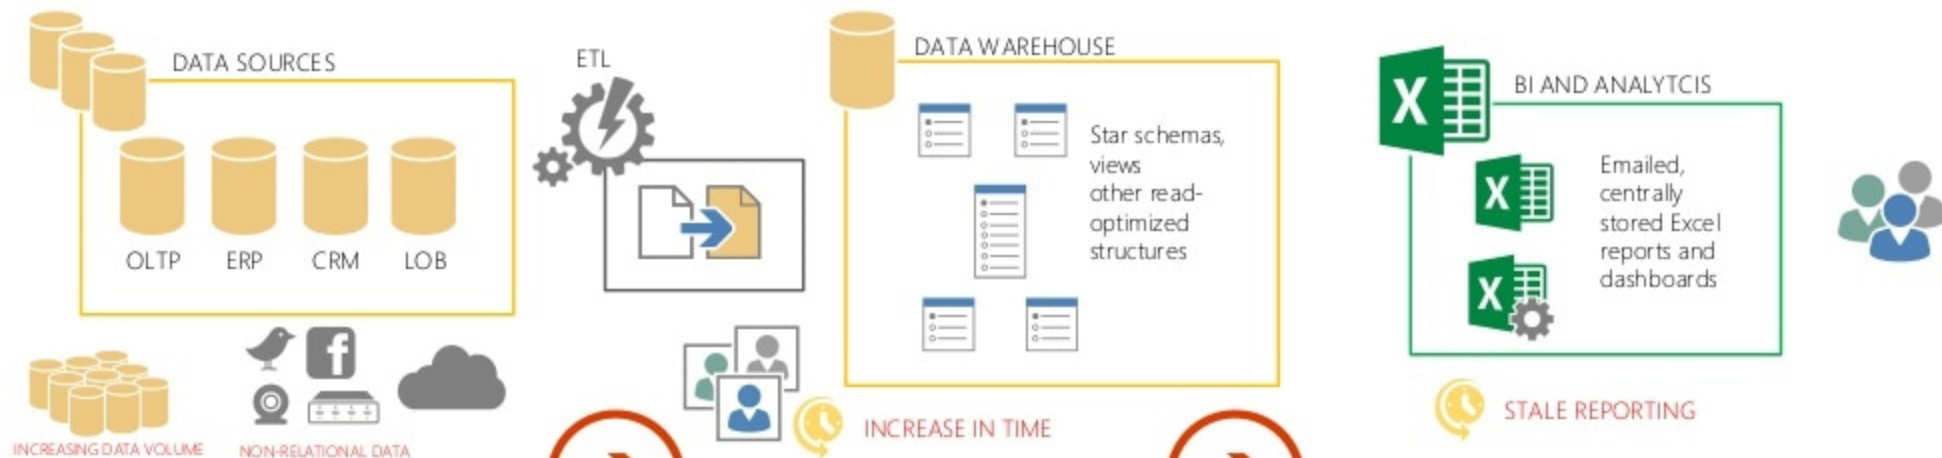 DATA SOURCES
OLTP
ERP
CRM
LOB
INCREASING DATA VOLUME
NON-RELATIONAL DATA
ETL
DATA WAREHOUSE
Star schemas,
views
other read-
optimized
structures
INCREASE IN TIME
BI AND ANALYTCIS
Emailed,
centrally
stored Excel
reports and
dashboards
STALE REPORTING